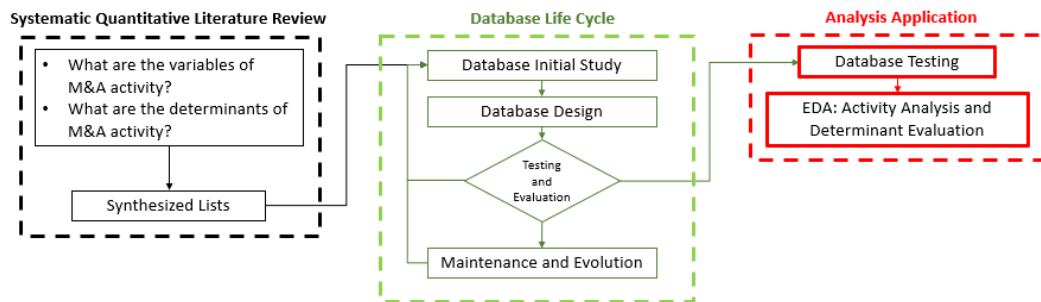 Systematic Quantitative Literature Review
• What are the variables of
M&A activity?
• What are the determinants of
M&A activity?
Synthesized Lists
Database Life Cycle
Database Initial Study
Database Design
Testing
and
Evaluation
Maintenance and Evolution
Analysis Application
Database Testing
EDA: Activity Analysis and
Determinant Evaluation